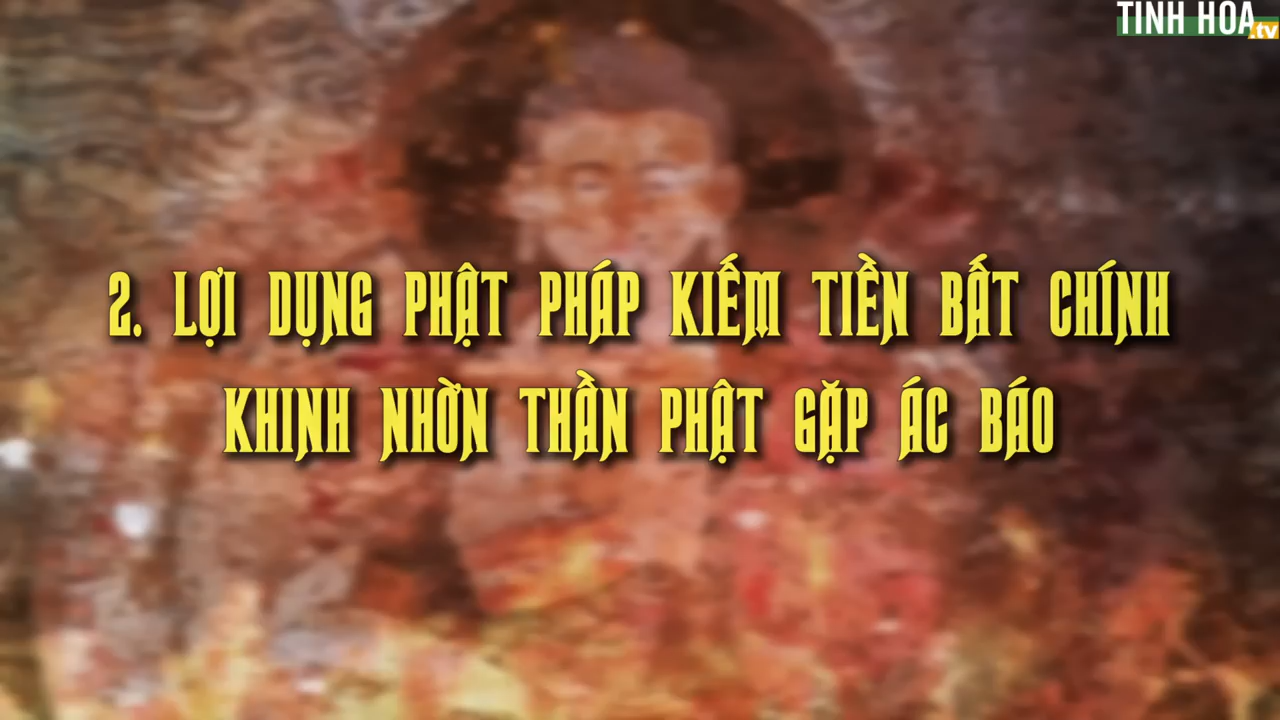 TINH HOA.tv
2. LỢI DỤNG PHẬT PHÁP KIẾM TIỀN BẤT CHÍNH
KHINH NHỜN THẦN PHẬT GẶP ÁC BÁO